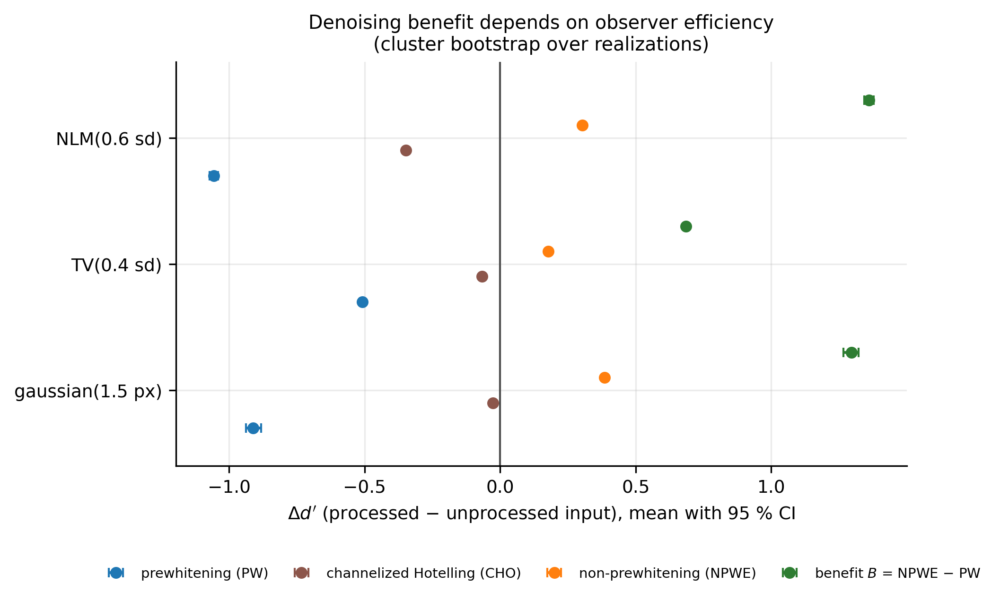 Denoising benefit depends on observer efficiency
(cluster bootstrap over realizations)
NLM(0.6 sd)
TV(0.4 sd)
gaussian(1.5 px)
−1.0 −0.5 0.0 0.5 1.0
Δd′ (processed − unprocessed input), mean with 95 % CI
prewhitening (PW) channelized Hotelling (CHO) non-prewhitening (NPWE) benefit B = NPWE − PW